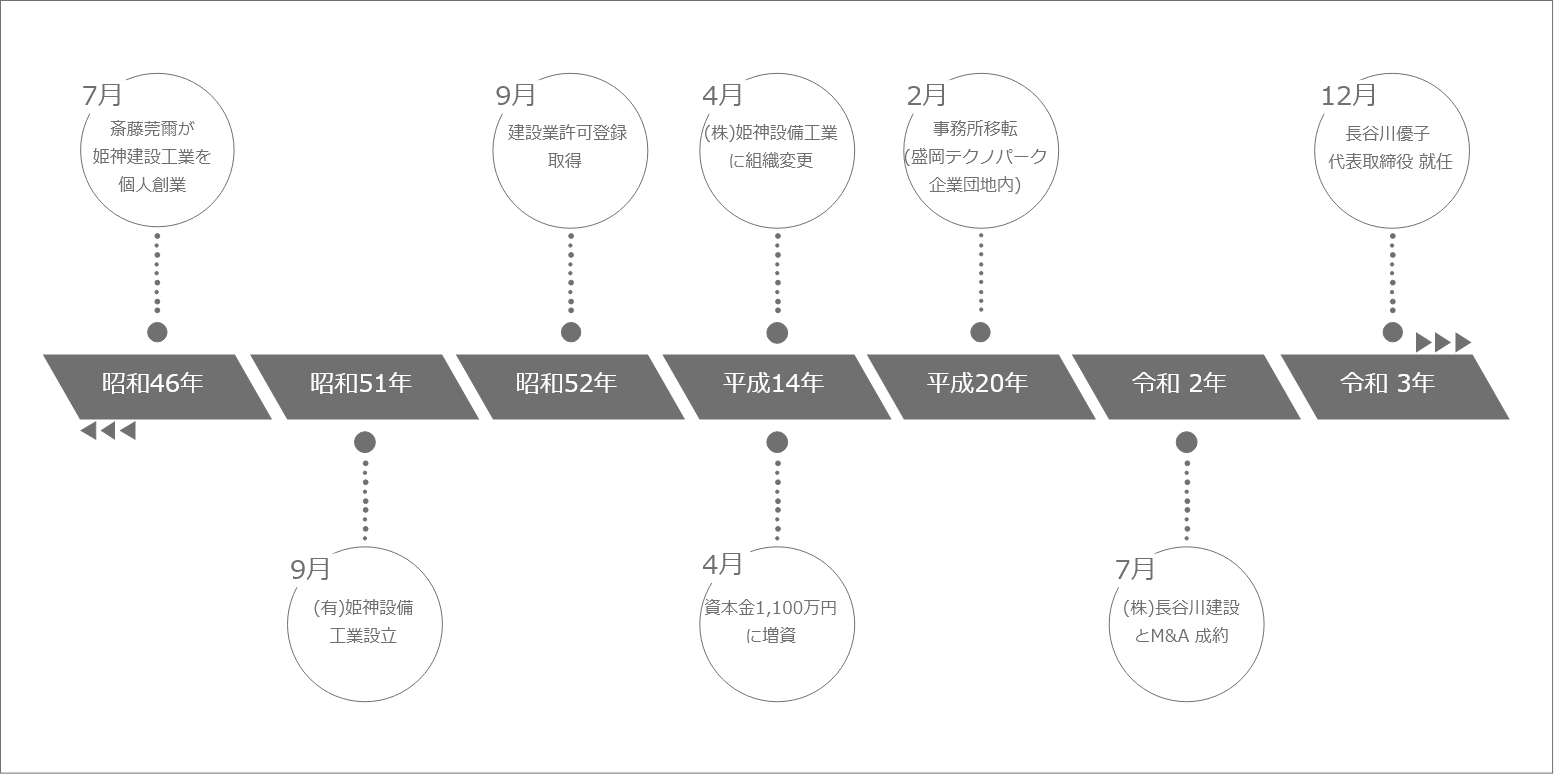 7月
斎藤莞爾が
姫神建設工業を
個人創業
9月
建設業許可登録
取得
4月
(株)姫神設備工業
に組織変更
2月
事務所移転
(盛岡テクノパーク
企業団地内)
12月
長谷川優子
代表取締役 就任
昭和46年
昭和51年
昭和52年
平成14年
平成20年
令和 2年
令和 3年
9月
(有)姫神設備
工業設立
4月
資本金1,100万円
に増資
7月
(株)長谷川建設
とM&A 成約